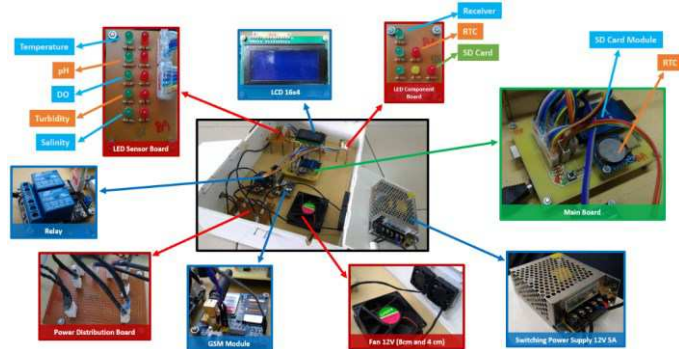 Temperature
pH
DO
Turbidity
Salinity
LED Sensor Board
LCD 16x4
Receiver
RTC
SD Card
LED Component
Board
SD Card Module
RTC
Main Board
Relay
Power Distribution Board
GSM Module
Fan 12V (8cm and 4 cm)
Switching Power Supply 12V 5A